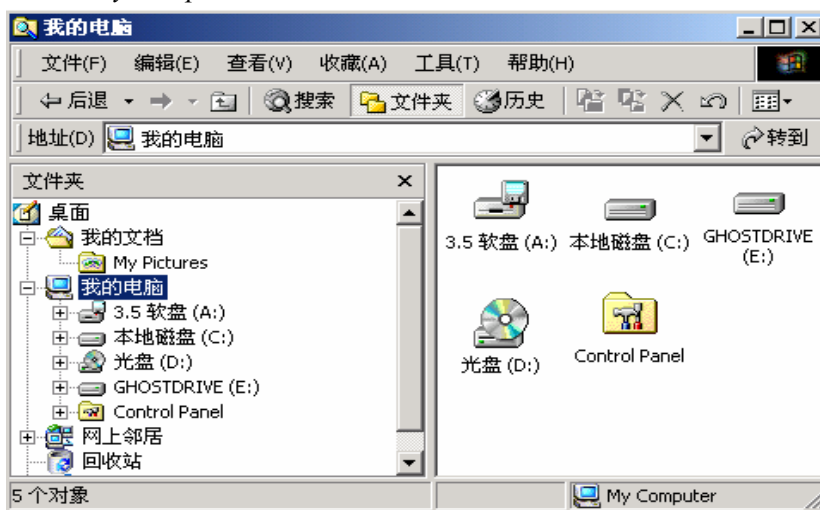 我的电脑
文件(F) 编辑(E) 查看(V) 收藏(A) 工具(T) 帮助(H)
后退 搜索 文件夹 历史
地址(D) 我的电脑 转到
文件夹
桌面
我的文档
My Pictures
我的电脑
3.5 软盘 (A:)
本地磁盘 (C:)
光盘 (D:)
GHOSTDRIVE (E:)
Control Panel
网上邻居
回收站
3.5 软盘 (A:) 本地磁盘 (C:) GHOSTDRIVE
(E:)
光盘 (D:) Control Panel
5 个对象 My Computer